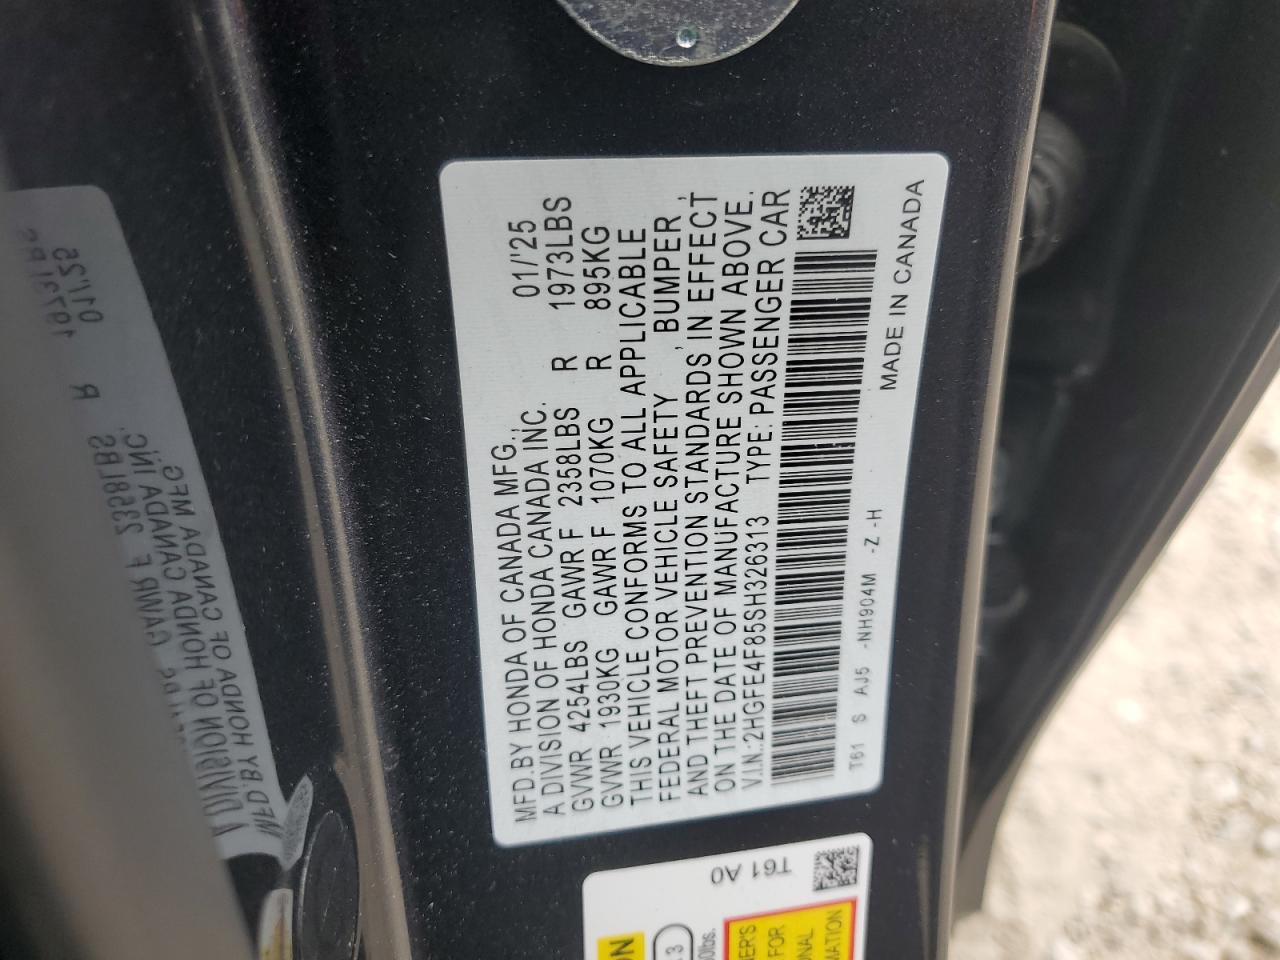 MFD.BY HONDA OF CANADA MFG., 01/'25
A DIVISION OF HONDA CANADA INC.
GVWR 4254LBS GAWR F 2358LBS R 1973LBS
GVWR 1930KG GAWR F 1070KG R 895KG
THIS VEHICLE CONFORMS TO ALL APPLICABLE
FEDERAL MOTOR VEHICLE SAFETY , BUMPER ,
AND THEFT PREVENTION STANDARDS IN EFFECT
ON THE DATE OF MANUFACTURE SHOWN ABOVE.
V.I.N.:2HGFE4F85SH326313 TYPE: PASSENGER CAR
T61 S AJ5 -NH904M -Z -H
MADE IN CANADA
T61 A0